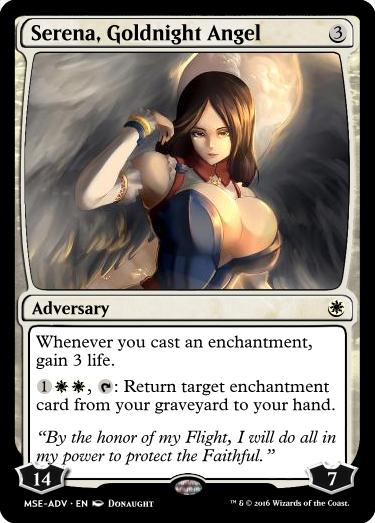 Serena, Goldnight Angel 3
Adversary
Whenever you cast an enchantment,
gain 3 life.
1, : Return target enchantment
card from your graveyard to your hand.
"By the honor of my Flight, I will do all in
my power to protect the Faithful."
14 7
MSE-ADV • EN DONAUGHT ™ & © 2016 Wizards of the Coast.